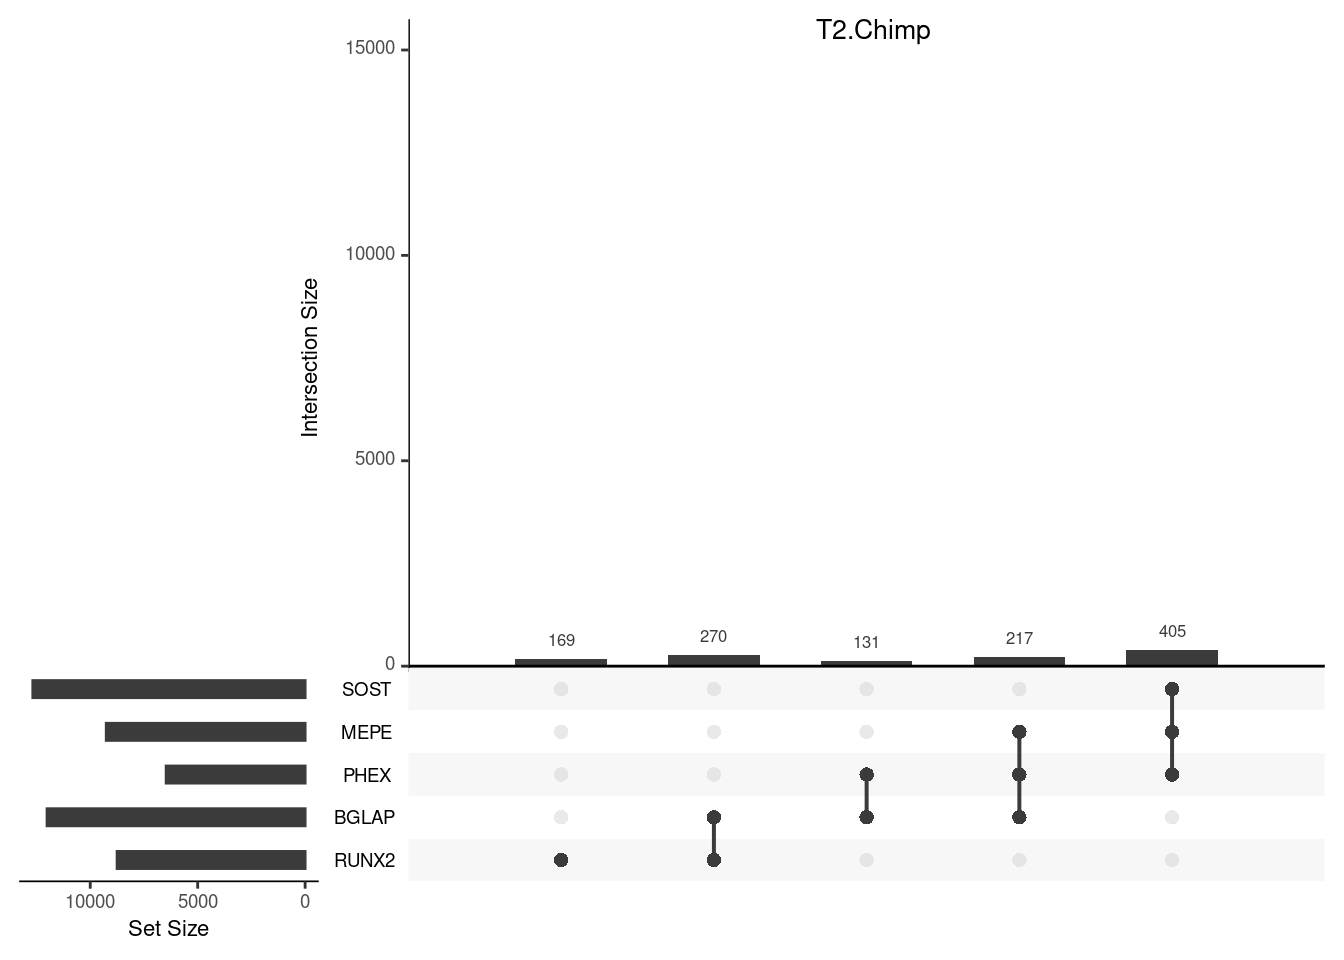 T2.Chimp
15000
10000
5000
0
Intersection Size
169
270
131
217
405
SOST
MEPE
PHEX
BGLAP
RUNX2
10000 5000 0
Set Size